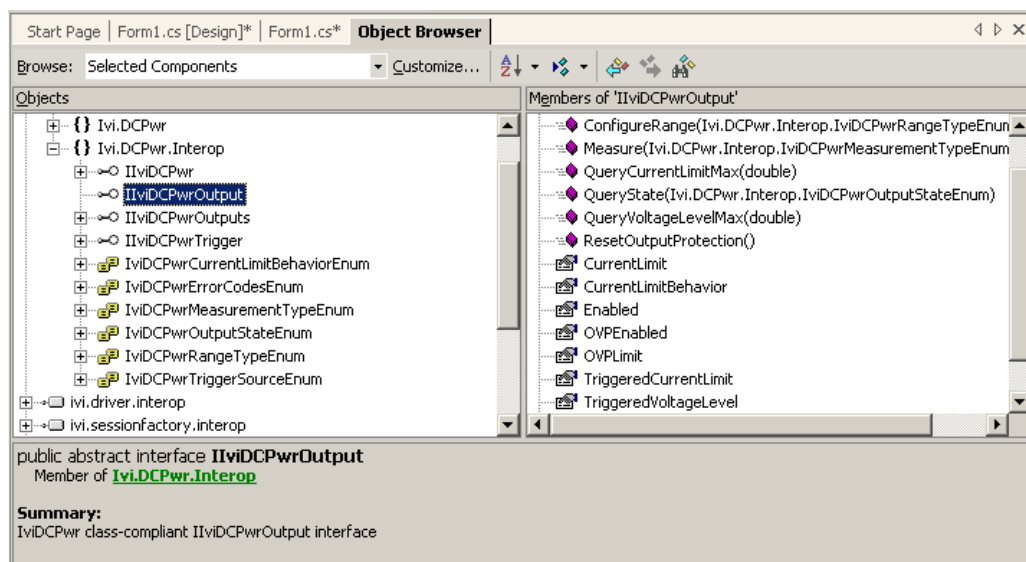 Start Page | Form1.cs [Design]* | Form1.cs* Object Browser
Browse: Selected Components Customize...
Objects
Ivi.DCPwr
Ivi.DCPwr.Interop
IIviDCPwr
IIviDCPwrOutput
IIviDCPwrOutputs
IIviDCPwrTrigger
IviDCPwrCurrentLimitBehaviorEnum
IviDCPwrErrorCodesEnum
IviDCPwrMeasurementTypeEnum
IviDCPwrOutputStateEnum
IviDCPwrRangeTypeEnum
IviDCPwrTriggerSourceEnum
ivi.driver.interop
ivi.sessionfactory.interop
Members of 'IIviDCPwrOutput'
ConfigureRange(Ivi.DCPwr.Interop.IviDCPwrRangeTypeEnun
Measure(Ivi.DCPwr.Interop.IviDCPwrMeasurementTypeEnum
QueryCurrentLimitMax(double)
QueryState(Ivi.DCPwr.Interop.IviDCPwrOutputStateEnum)
QueryVoltageLevelMax(double)
ResetOutputProtection()
CurrentLimit
CurrentLimitBehavior
Enabled
OVPEnabled
OVPLimit
TriggeredCurrentLimit
TriggeredVoltageLevel
public abstract interface IIviDCPwrOutput
Member of Ivi.DCPwr.Interop
Summary:
IviDCPwr class-compliant IIviDCPwrOutput interface